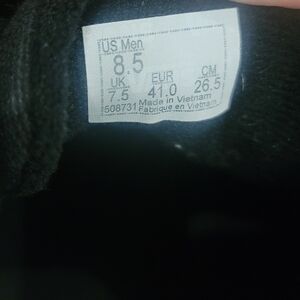 US Men
8.5
UK EUR CM
7.5 41.0 26.5
508731 Made in Vietnam
Fabriqué en Vietnam